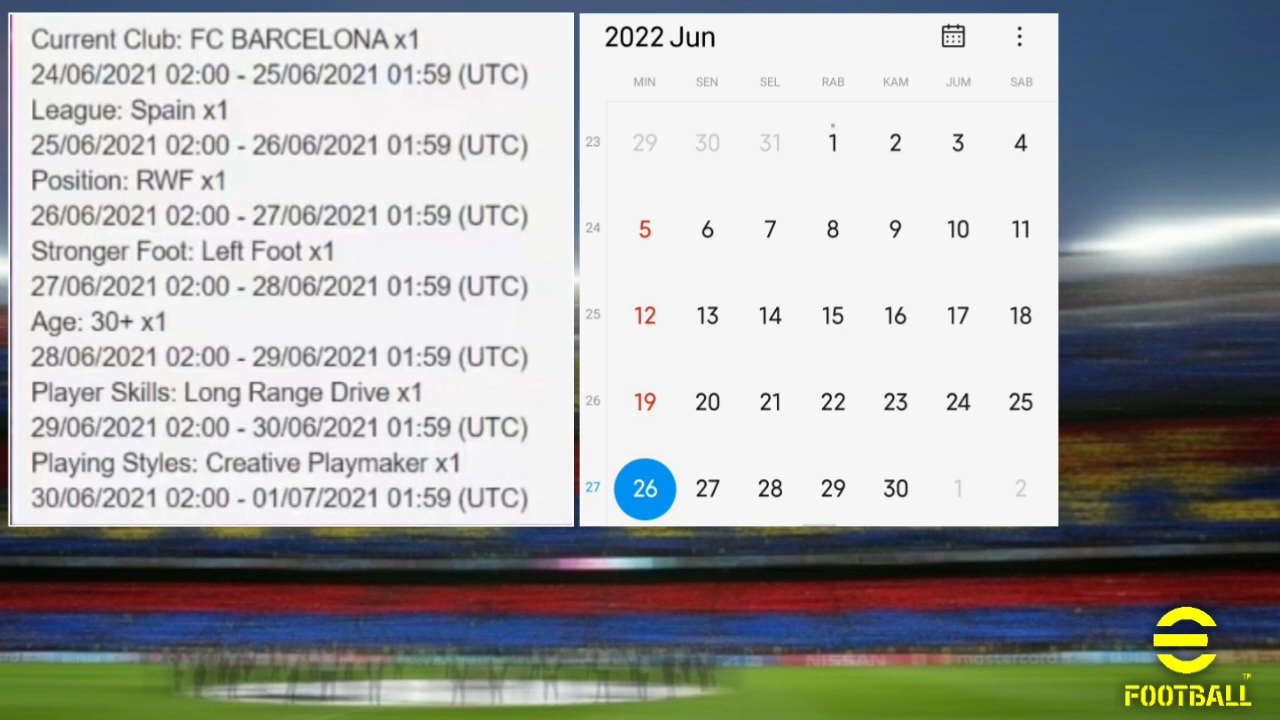 Current Club: FC BARCELONA x1
24/06/2021 02:00 - 25/06/2021 01:59 (UTC)
League: Spain x1
25/06/2021 02:00 - 26/06/2021 01:59 (UTC)
Position: RWF x1
26/06/2021 02:00 - 27/06/2021 01:59 (UTC)
Stronger Foot: Left Foot x1
27/06/2021 02:00 - 28/06/2021 01:59 (UTC)
Age: 30+ x1
28/06/2021 02:00 - 29/06/2021 01:59 (UTC)
Player Skills: Long Range Drive x1
29/06/2021 02:00 - 30/06/2021 01:59 (UTC)
Playing Styles: Creative Playmaker x1
30/06/2021 02:00 - 01/07/2021 01:59 (UTC)
2022 Jun
MIN SEN SEL RAB KAM JUM SAB
23 29 30 31 1 2 3 4
24 5 6 7 8 9 10 11
25 12 13 14 15 16 17 18
26 19 20 21 22 23 24 25
27 26 27 28 29 30 1 2
NISSAN
mastercard
FOOTBALL™